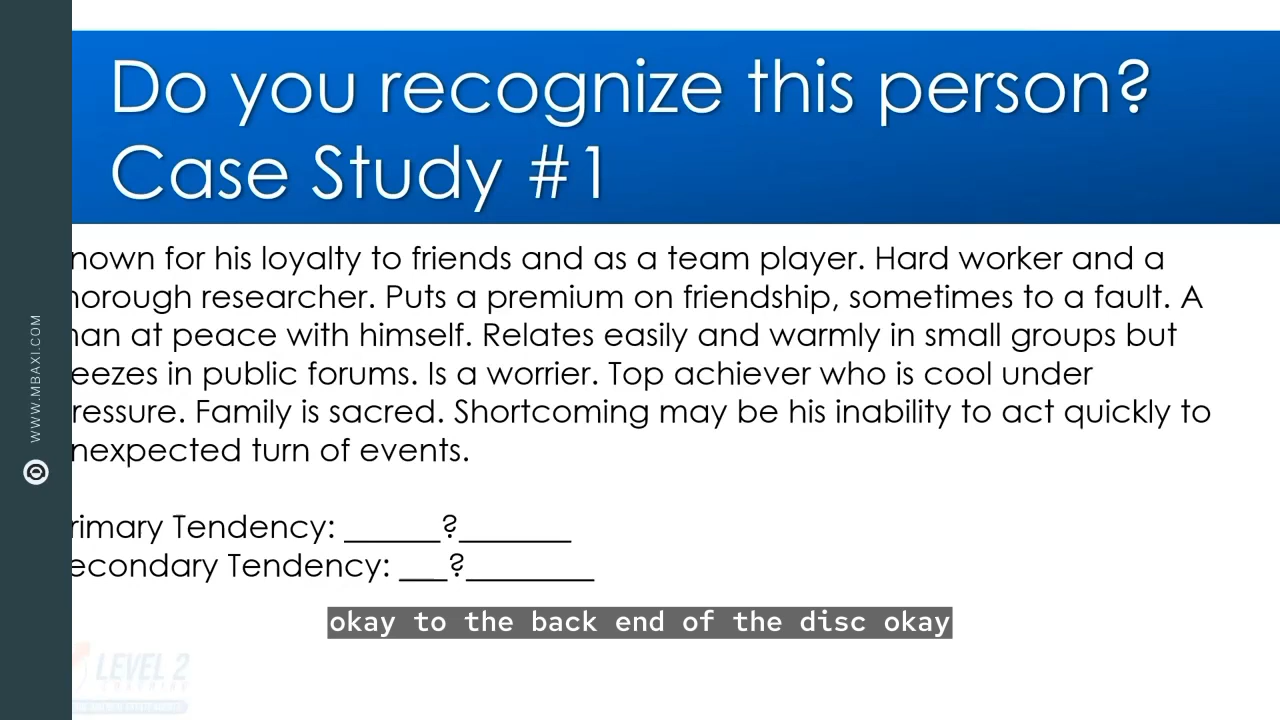 Do you recognize this person?
Case Study #1
nown for his loyalty to friends and as a team player. Hard worker and a
horough researcher. Puts a premium on friendship, sometimes to a fault. A
nan at peace with himself. Relates easily and warmly in small groups but
eezes in public forums. Is a worrier. Top achiever who is cool under
ressure. Family is sacred. Shortcoming may be his inability to act quickly to
nexpected turn of events.
rimary Tendency: ______?_______
econdary Tendency: ___?________
okay to the back end of the disc okay
LEVEL 2
WWW.MBAXI.COM